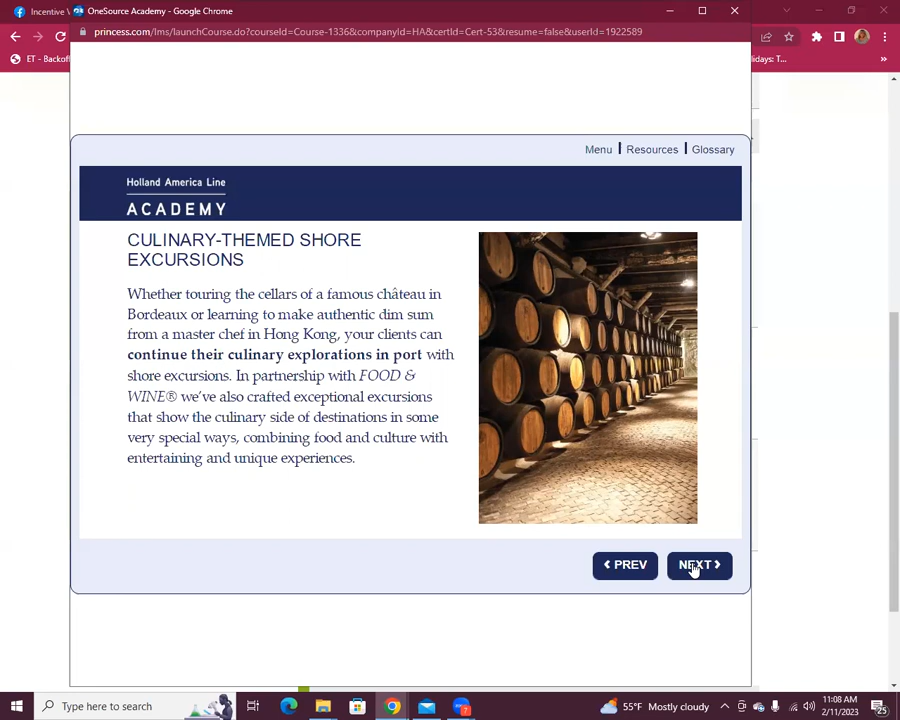 Incentive
OneSource Academy - Google Chrome
princess.com/lms/launchCourse.do?courseId=Course-1336&companyId=HA&certId=Cert-53&resume=false&userId=1922589
ET - Backoff
lidays: T...
Menu | Resources | Glossary
Holland America Line
ACADEMY
CULINARY-THEMED SHORE
EXCURSIONS
Whether touring the cellars of a famous château in
Bordeaux or learning to make authentic dim sum
from a master chef in Hong Kong, your clients can
continue their culinary explorations in port with
shore excursions. In partnership with FOOD &
WINE® we've also crafted exceptional excursions
that show the culinary side of destinations in some
very special ways, combining food and culture with
entertaining and unique experiences.
PREV
NEXT
Type here to search
55°F Mostly cloudy
11:08 AM
2/11/2023
25